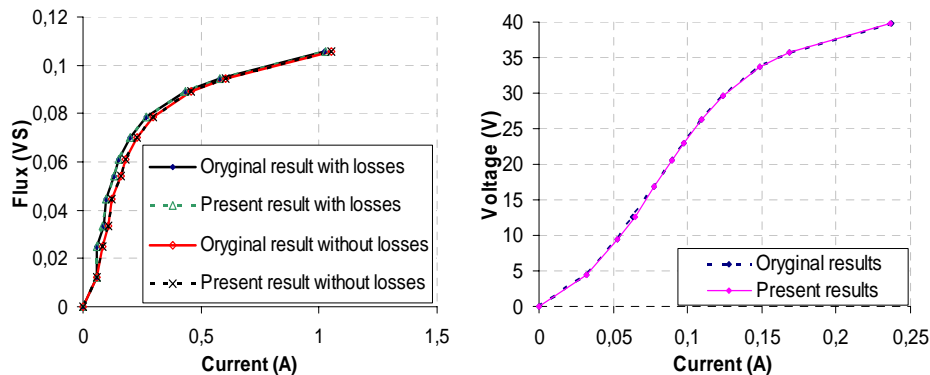 0,12
0,1
0,08
0,06
0,04
0,02
0
Flux (VS)
Oryginal result with losses
Present result with losses
Oryginal result without losses
Present result without losses
0 0,5 1 1,5
Current (A)
40
35
30
25
20
15
10
5
0
Voltage (V)
Oryginal results
Present results
0 0,05 0,1 0,15 0,2 0,25
Current (A)